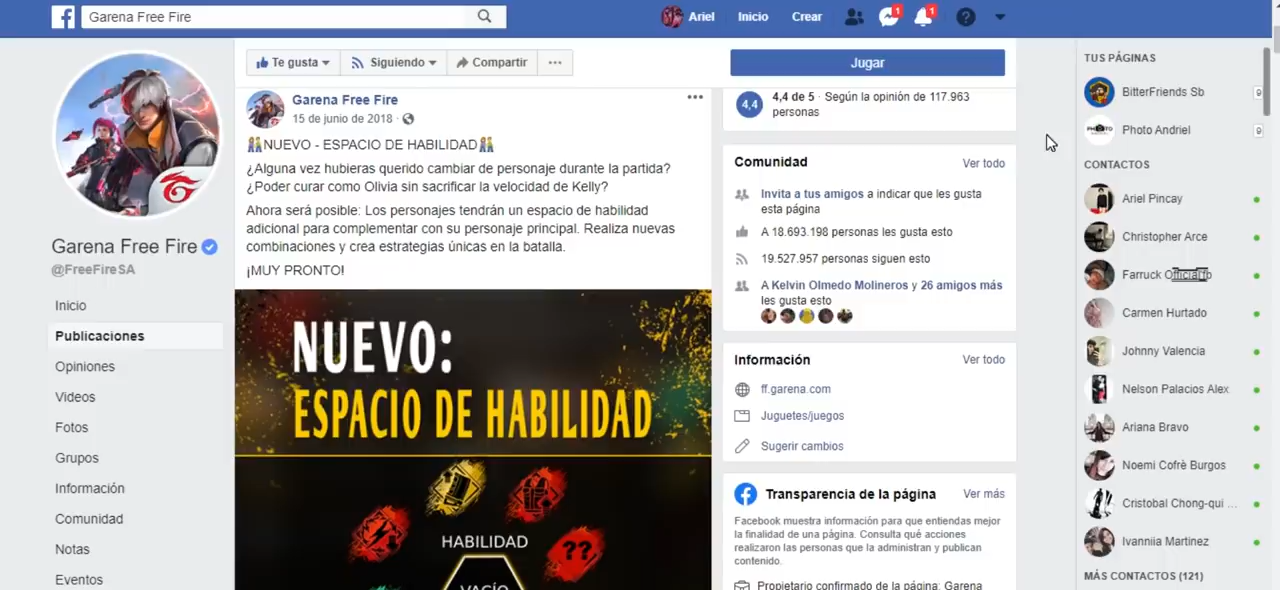 Garena Free Fire
Ariel
Inicio
Crear
1
1
Te gusta
Siguiendo
Compartir
Jugar
Garena Free Fire
@FreeFireSA
Inicio
Publicaciones
Opiniones
Videos
Fotos
Grupos
Información
Comunidad
Notas
Eventos
Garena Free Fire
15 de junio de 2018 ·
NUEVO - ESPACIO DE HABILIDAD
¿Alguna vez hubieras querido cambiar de personaje durante la partida?
¿Poder curar como Olivia sin sacrificar la velocidad de Kelly?
Ahora será posible: Los personajes tendrán un espacio de habilidad
adicional para complementar con su personaje principal. Realiza nuevas
combinaciones y crea estrategias únicas en la batalla.
¡MUY PRONTO!
NUEVO:
ESPACIO DE HABILIDAD
HABILIDAD
VACÍO
??
4,4
4,4 de 5 · Según la opinión de 117.963
personas
Comunidad
Ver todo
Invita a tus amigos a indicar que les gusta
esta página
A 18.693.198 personas les gusta esto
19.527.957 personas siguen esto
A Kelvin Olmedo Molineros y 26 amigos más
les gusta esto
Información
Ver todo
ff.garena.com
Juguetes/juegos
Sugerir cambios
Transparencia de la página
Ver más
Facebook muestra información para que entiendas mejor
la finalidad de una página. Consulta qué acciones
realizaron las personas que la administran y publican
contenido.
Propietario confirmado de la página: Garena
TUS PÁGINAS
BitterFriends Sb
9
PHOTO
Photo Andriel
9
CONTACTOS
Ariel Pincay
Christopher Arce
Farruck
Carmen Hurtado
Johnny Valencia
Nelson Palacios Alex
Ariana Bravo
Noemi Cofrè Burgos
Cristobal Chong-qui ...
Ivanniia Martinez
MÁS CONTACTOS (121)